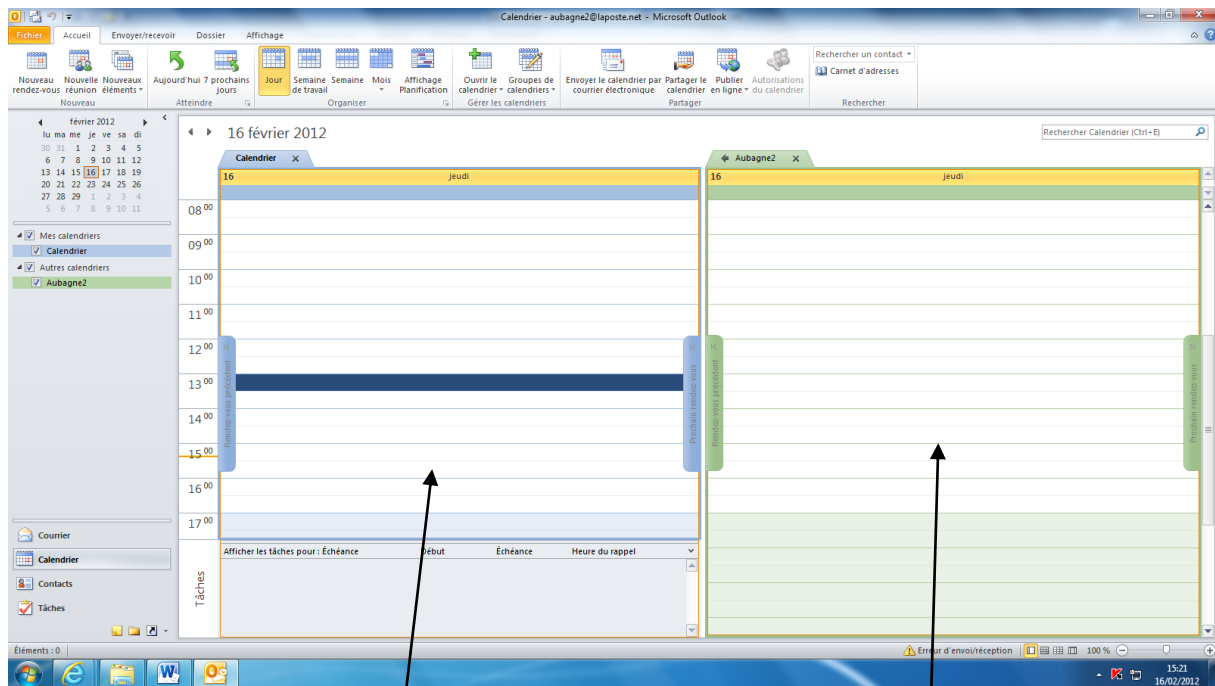 Calendrier - aubagne2@laposte.net - Microsoft Outlook
Fichier Accueil Envoyer/recevoir Dossier Affichage
Nouveau rendez-vous
Nouvelle réunion
Nouveaux éléments
Nouveau
Aujourd'hui
7 prochains jours
Atteindre
Jour
Semaine de travail
Semaine
Mois
Affichage Planification
Organiser
Ouvrir le calendrier
Groupes de calendriers
Gérer les calendriers
Envoyer le calendrier par courrier électronique
Partager le calendrier
Publier en ligne
Autorisations du calendrier
Partager
Rechercher un contact
Carnet d'adresses
Rechercher
février 2012
lu ma me je ve sa di
30 31 1 2 3 4 5
6 7 8 9 10 11 12
13 14 15 16 17 18 19
20 21 22 23 24 25 26
27 28 29 1 2 3 4
5 6 7 8 9 10 11
Mes calendriers
Calendrier
Autres calendriers
Aubagne2
Courrier
Calendrier
Contacts
Tâches
16 février 2012
Rechercher Calendrier (Ctrl+E)
Calendrier
Aubagne2
16 jeudi
16 jeudi
08 00
09 00
10 00
11 00
12 00
13 00
14 00
15 00
16 00
17 00
Rendez-vous précédent
Prochain rendez-vous
Rendez-vous précédent
Prochain rendez-vous
Tâches
Afficher les tâches pour : Échéance Début Échéance Heure du rappel
Éléments : 0
Erreur d'envoi/réception
100 %
15:21
16/02/2012